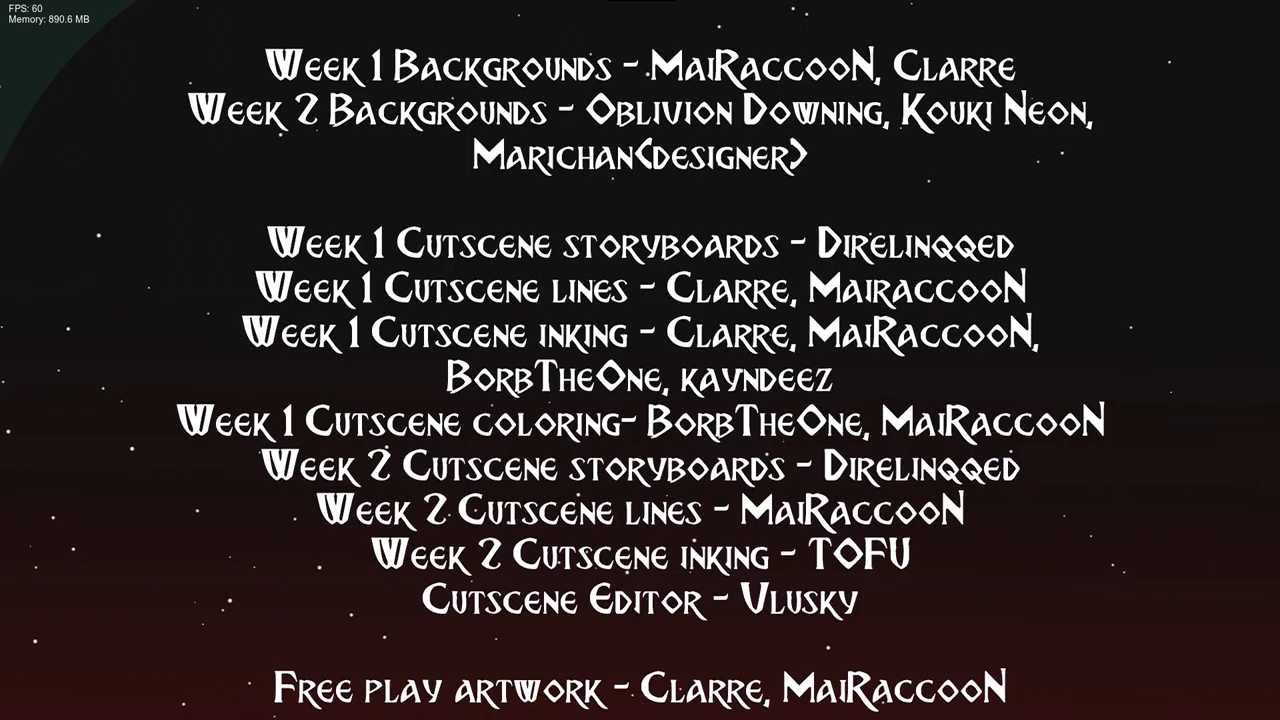 FPS: 60
Memory: 890.6 MB
Week 1 Backgrounds - MaiRaccooN, Clarre
Week 2 Backgrounds - Oblivion Downing, Kouki Neon,
Marichan(designer)
Week 1 Cutscene storyboards - Direlinqqed
Week 1 Cutscene lines - Clarre, MairaccooN
Week 1 Cutscene inking - Clarre, MaiRaccooN,
BorbTheOne, kayndeez
Week 1 Cutscene coloring- BorbTheOne, MaiRaccooN
Week 2 Cutscene storyboards - Direlinqqed
Week 2 Cutscene lines - MaiRaccooN
Week 2 Cutscene inking - TOFU
Cutscene Editor - Vlusky
Free play artwork - Clarre, MaiRaccooN